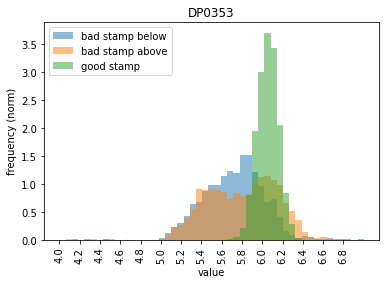 DP0353
bad stamp below
bad stamp above
good stamp
frequency (norm)
3.5
3.0
2.5
2.0
1.5
1.0
0.5
0.0
4.0 4.2 4.4 4.6 4.8 5.0 5.2 5.4 5.6 5.8 6.0 6.2 6.4 6.6 6.8
value